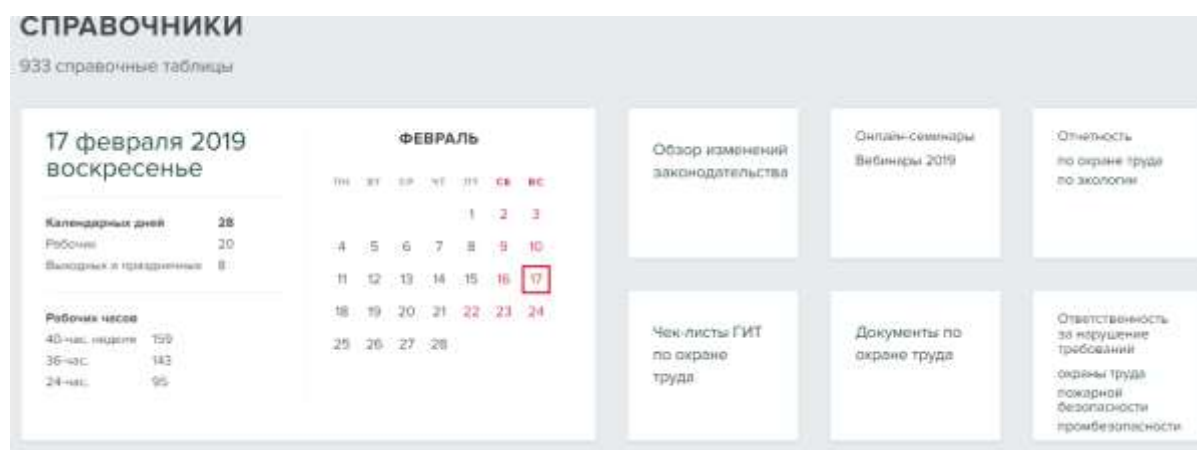 СПРАВОЧНИКИ
933 справочные таблицы
17 февраля 2019
воскресенье
Календарных дней 28
Рабочих 20
Выходных и праздничных 8
Рабочих часов
40-час. неделя 159
36-час. 143
24-час. 95
ФЕВРАЛЬ
ПН ВТ СР ЧТ ПТ СБ ВС
1 2 3
4 5 6 7 8 9 10
11 12 13 14 15 16 17
18 19 20 21 22 23 24
25 26 27 28
Обзор изменений
законодательства
Онлайн-семинары
Вебинары 2019
Отчетность
по охране труда
по экологии
Чек-листы ГИТ
по охране
труда
Документы по
охране труда
Ответственность
за нарушение
требований
охраны труда
пожарной
безопасности
промбезопасности